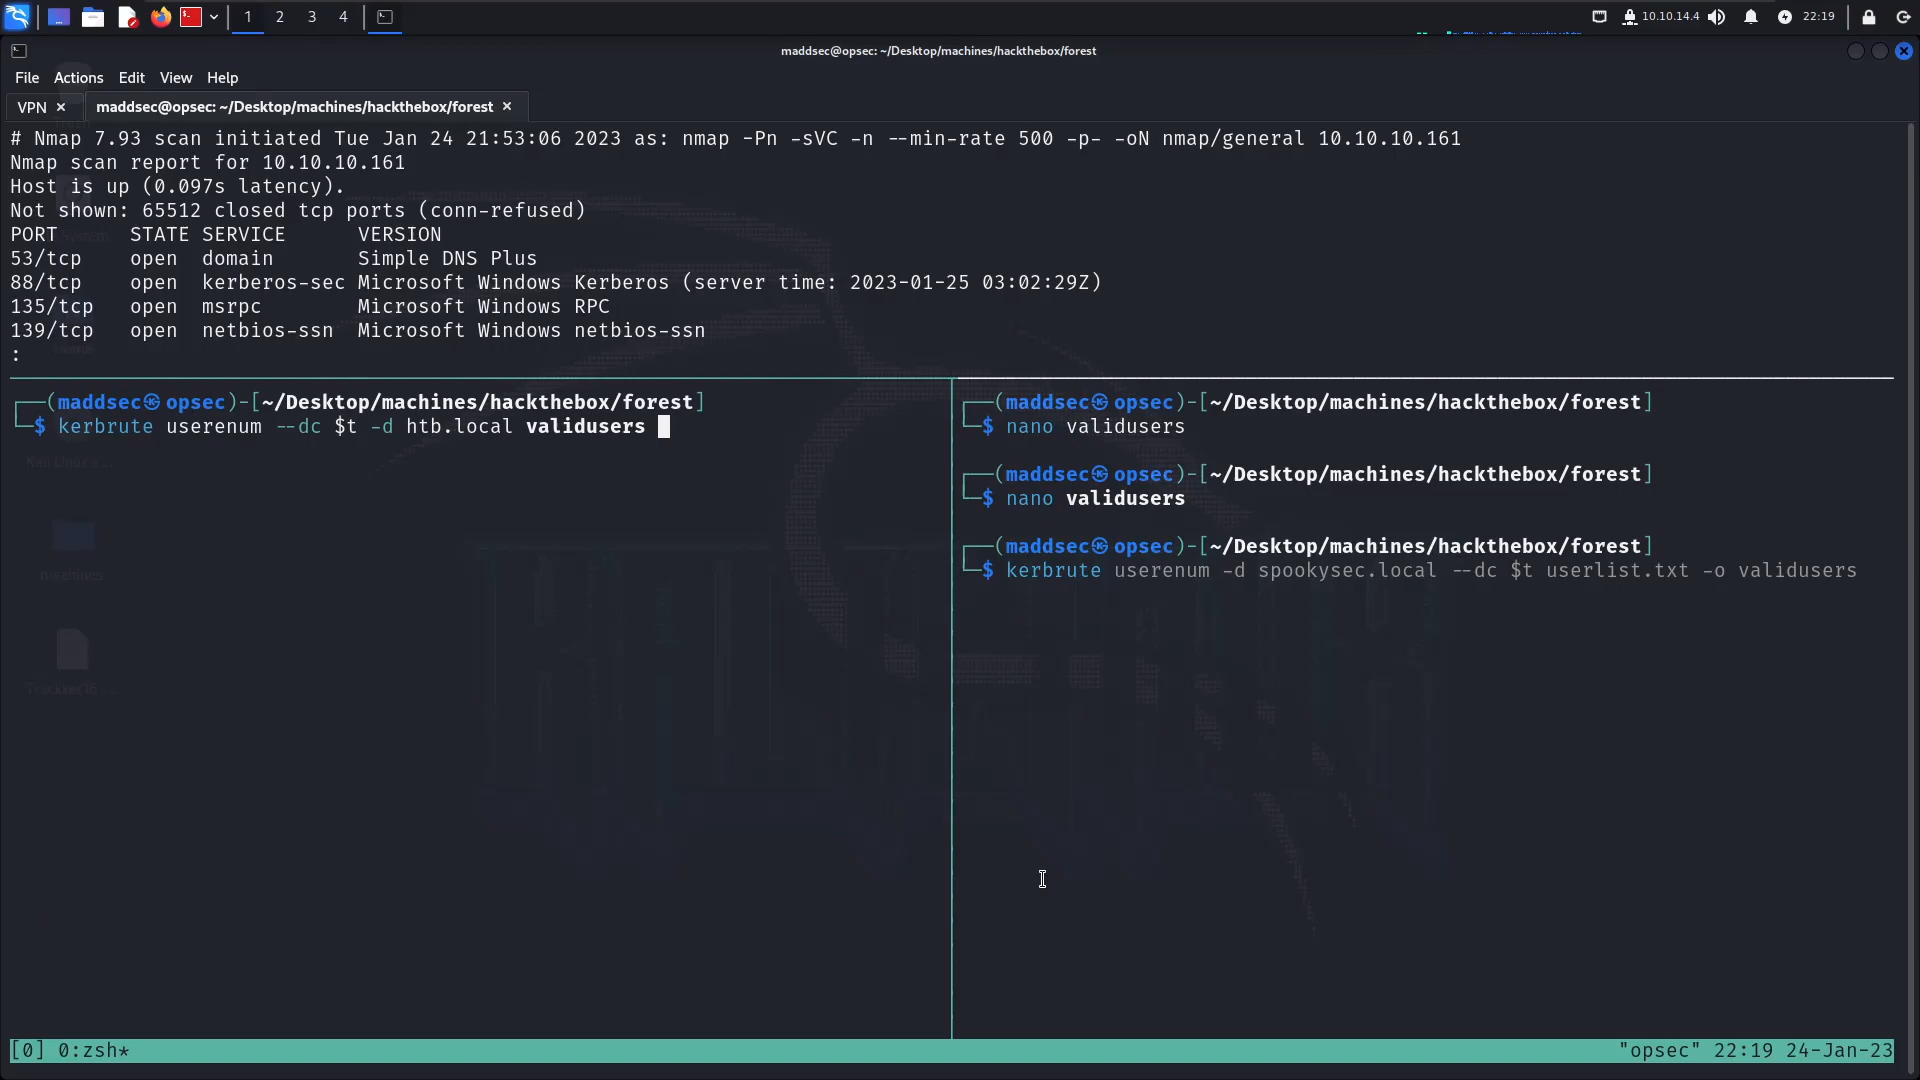 1 2 3 4
10.10.14.4 22:19
maddsec@opsec: ~/Desktop/machines/hackthebox/forest
File Actions Edit View Help
VPN × maddsec@opsec: ~/Desktop/machines/hackthebox/forest ×
# Nmap 7.93 scan initiated Tue Jan 24 21:53:06 2023 as: nmap -Pn -sVC -n --min-rate 500 -p- -oN nmap/general 10.10.10.161
Nmap scan report for 10.10.10.161
Host is up (0.097s latency).
Not shown: 65512 closed tcp ports (conn-refused)
PORT STATE SERVICE VERSION
53/tcp open domain Simple DNS Plus
88/tcp open kerberos-sec Microsoft Windows Kerberos (server time: 2023-01-25 03:02:29Z)
135/tcp open msrpc Microsoft Windows RPC
139/tcp open netbios-ssn Microsoft Windows netbios-ssn
:
┌──(maddsec㉿opsec)-[~/Desktop/machines/hackthebox/forest]
└─$ kerbrute userenum --dc $t -d htb.local validusers
┌──(maddsec㉿opsec)-[~/Desktop/machines/hackthebox/forest]
└─$ nano validusers
┌──(maddsec㉿opsec)-[~/Desktop/machines/hackthebox/forest]
└─$ nano validusers
┌──(maddsec㉿opsec)-[~/Desktop/machines/hackthebox/forest]
└─$ kerbrute userenum -d spookysec.local --dc $t userlist.txt -o validusers
[0] 0:zsh* "opsec" 22:19 24-Jan-23